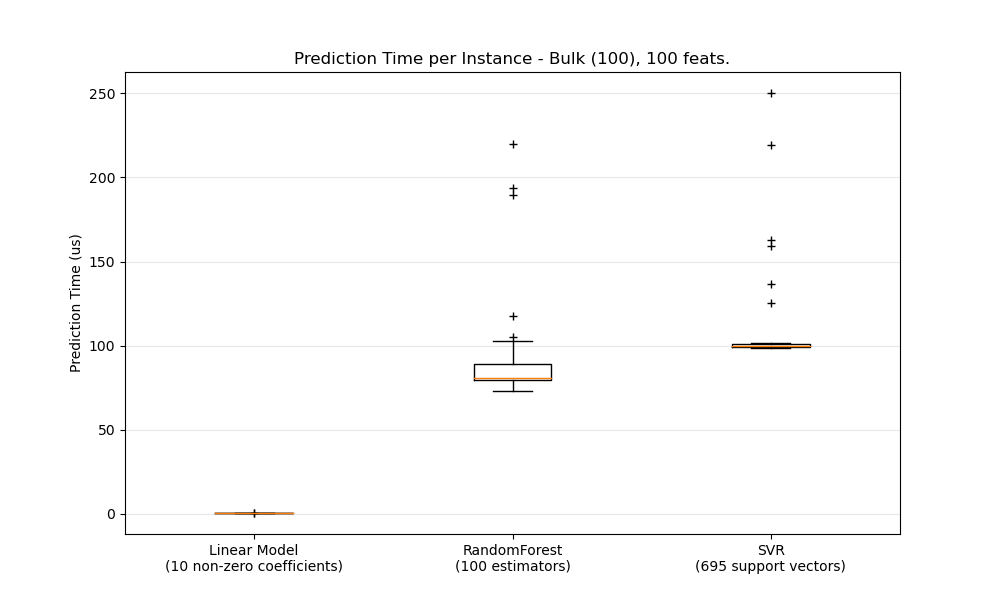 Prediction Time per Instance - Bulk (100), 100 feats.
Prediction Time (us)
250
200
150
100
50
0
Linear Model
(10 non-zero coefficients)
RandomForest
(100 estimators)
SVR
(695 support vectors)